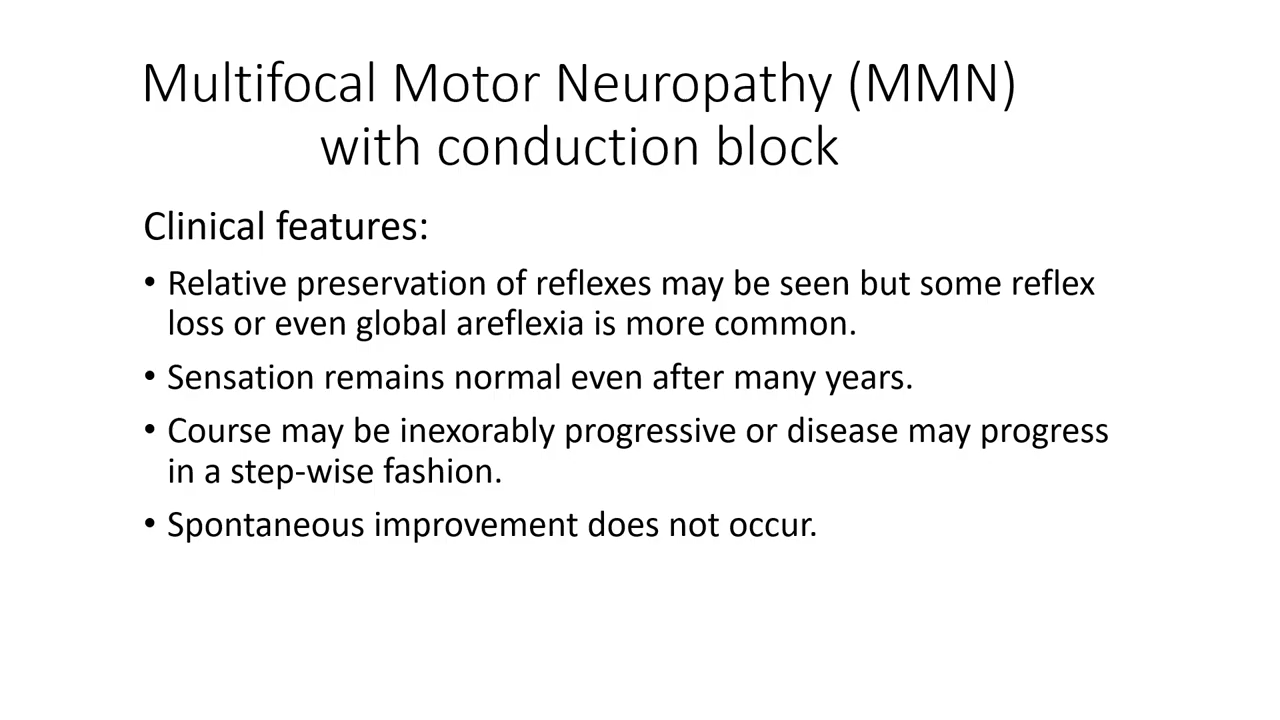 Multifocal Motor Neuropathy (MMN)
with conduction block
Clinical features:
• Relative preservation of reflexes may be seen but some reflex
loss or even global areflexia is more common.
• Sensation remains normal even after many years.
• Course may be inexorably progressive or disease may progress
in a step-wise fashion.
• Spontaneous improvement does not occur.